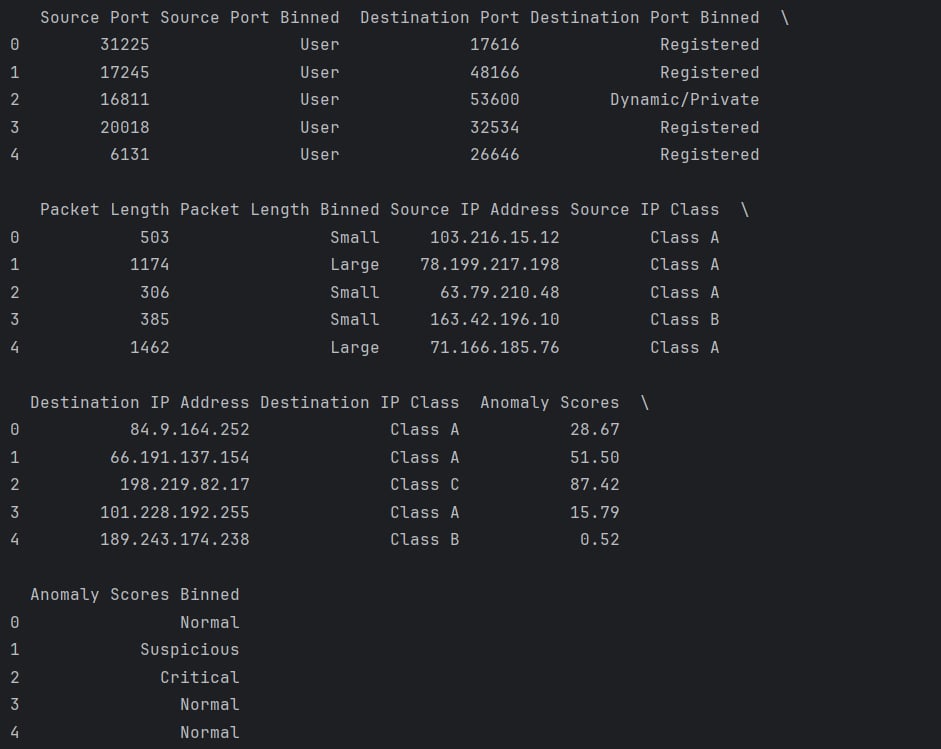 Source Port Source Port Binned  Destination Port Destination Port Binned  \
0        31225               User             17616              Registered
1        17245               User             48166              Registered
2        16811               User             53600         Dynamic/Private
3        20018               User             32534              Registered
4         6131               User             26646              Registered
Packet Length Packet Length Binned Source IP Address Source IP Class  \
0            503                Small     103.216.15.12         Class A
1           1174                Large    78.199.217.198         Class A
2            306                Small      63.79.210.48         Class A
3            385                Small     163.42.196.10         Class B
4           1462                Large     71.166.185.76         Class A
Destination IP Address Destination IP Class  Anomaly Scores  \
0           84.9.164.252              Class A           28.67
1         66.191.137.154              Class A           51.50
2          198.219.82.17              Class C           87.42
3        101.228.192.255              Class A           15.79
4        189.243.174.238              Class B            0.52
Anomaly Scores Binned
0                Normal
1            Suspicious
2              Critical
3                Normal
4                Normal